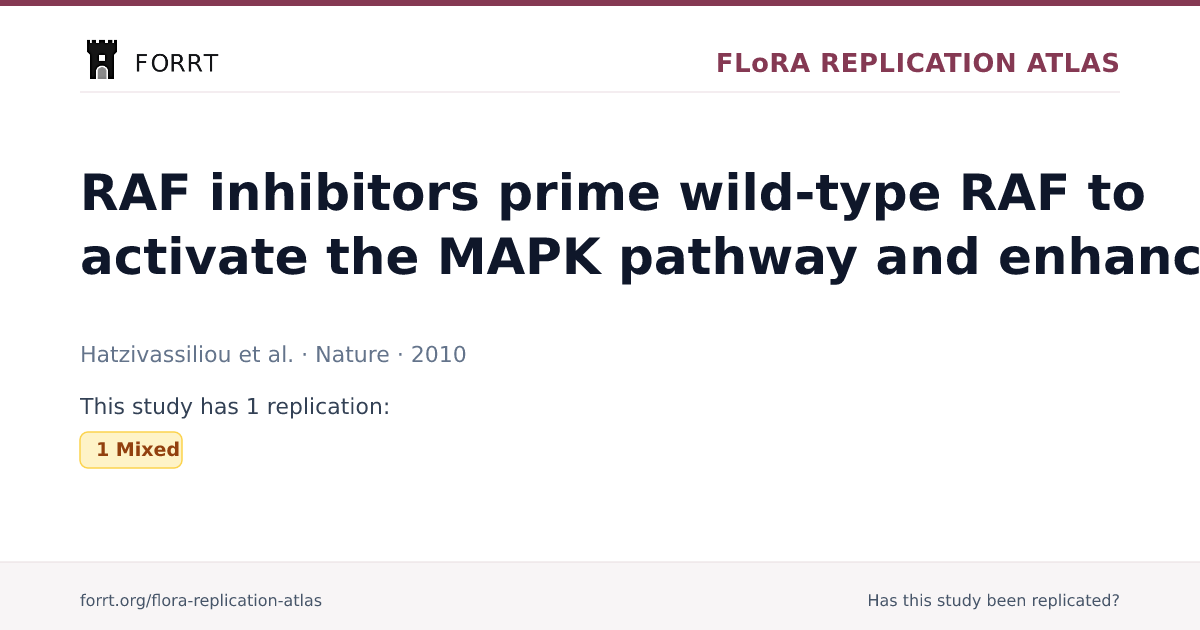 FORRT
FLoRA REPLICATION ATLAS
RAF inhibitors prime wild-type RAF to
activate the MAPK pathway and enhanc
Hatzivassiliou et al. · Nature · 2010
This study has 1 replication:
1 Mixed
forrt.org/flora-replication-atlas
Has this study been replicated?